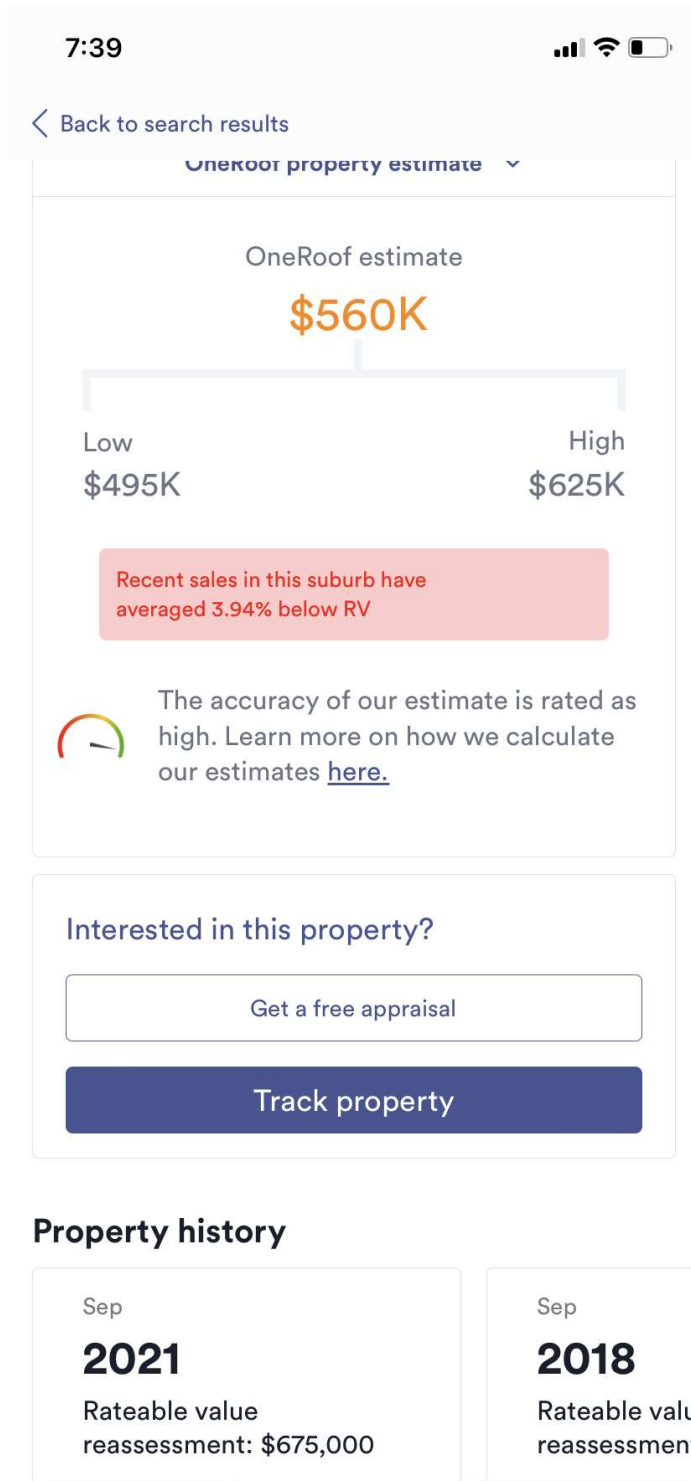 7:39
Back to search results
OneRoof property estimate
OneRoof estimate
$560K
Low
High
$495K
$625K
Recent sales in this suburb have
averaged 3.94% below RV
The accuracy of our estimate is rated as
high. Learn more on how we calculate
our estimates here.
Interested in this property?
Get a free appraisal
Track property
Property history
Sep
2021
Rateable value
reassessment: $675,000
Sep
2018
Rateable